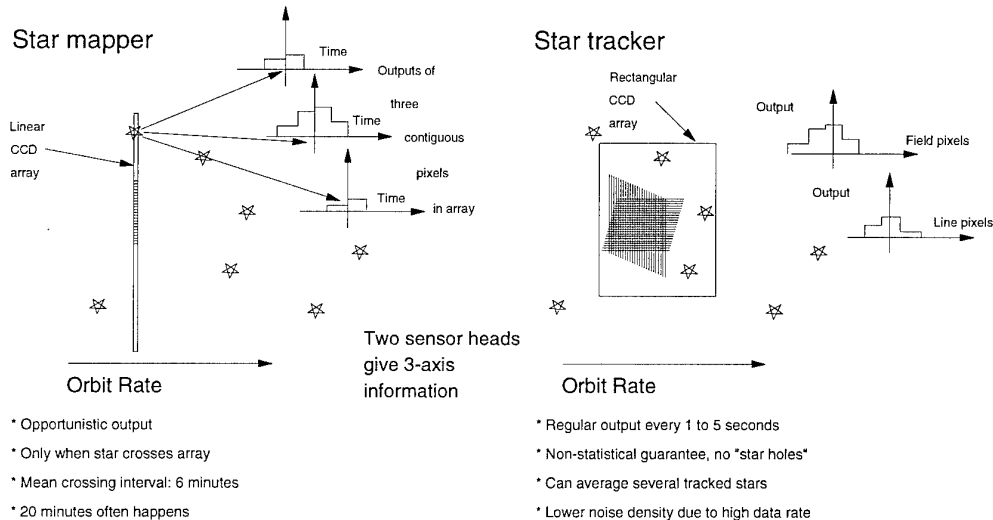 Star mapper
Time
Outputs of
three
Time
contiguous
pixels
Time
in array
Linear
CCD
array
Two sensor heads
give 3-axis
information
Orbit Rate
* Opportunistic output
* Only when star crosses array
* Mean crossing interval: 6 minutes
* 20 minutes often happens
Star tracker
Rectangular
CCD
array
Output
Field pixels
Output
Line pixels
Orbit Rate
* Regular output every 1 to 5 seconds
* Non-statistical guarantee, no "star holes"
* Can average several tracked stars
* Lower noise density due to high data rate